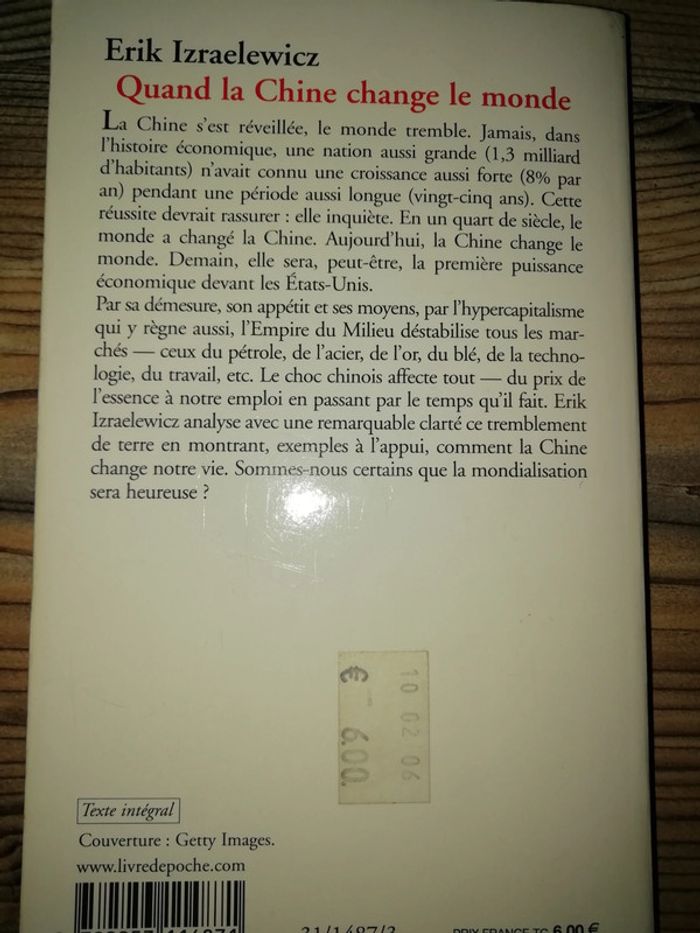 Erik Izraelewicz
Quand la Chine change le monde
La Chine s'est réveillée, le monde tremble. Jamais, dans
l'histoire économique, une nation aussi grande (1,3 milliard
d'habitants) n'avait connu une croissance aussi forte (8% par
an) pendant une période aussi longue (vingt-cinq ans). Cette
réussite devrait rassurer : elle inquiète. En un quart de siècle, le
monde a changé la Chine. Aujourd'hui, la Chine change le
monde. Demain, elle sera, peut-être, la première puissance
économique devant les États-Unis.
Par sa démesure, son appétit et ses moyens, par l'hypercapitalisme
qui y règne aussi, l'Empire du Milieu déstabilise tous les mar-
chés — ceux du pétrole, de l'acier, de l'or, du blé, de la techno-
logie, du travail, etc. Le choc chinois affecte tout — du prix de
l'essence à notre emploi en passant par le temps qu'il fait. Erik
Izraelewicz analyse avec une remarquable clarté ce tremblement
de terre en montrant, exemples à l'appui, comment la Chine
change notre vie. Sommes-nous certains que la mondialisation
sera heureuse ?
10 02 06
€ - 6.00
Texte intégral
Couverture : Getty Images.
www.livredepoche.com
31/1487/3
PRIX FRANCE TC 6,00 €